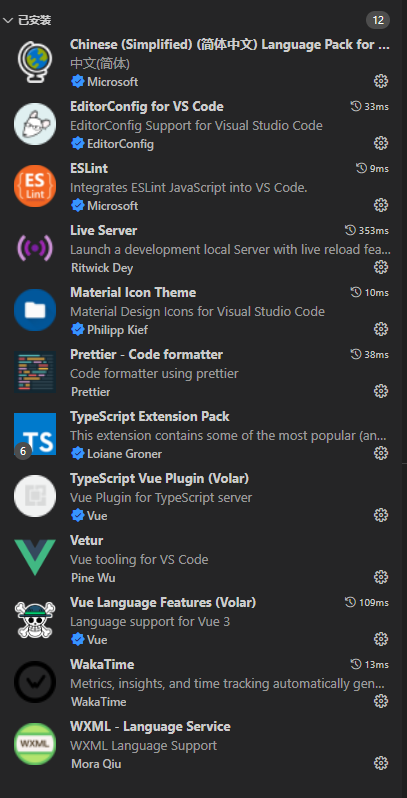 已安装 12
Chinese (Simplified) (简体中文) Language Pack for ...
中文(简体)
Microsoft
EditorConfig for VS Code 33ms
EditorConfig Support for Visual Studio Code
EditorConfig
ES
Lint
ESLint 9ms
Integrates ESLint JavaScript into VS Code.
Microsoft
Live Server 353ms
Launch a development local Server with live reload fea...
Ritwick Dey
Material Icon Theme 10ms
Material Design Icons for Visual Studio Code
Philipp Kief
Prettier - Code formatter 38ms
Code formatter using prettier
Prettier
TS
6
TypeScript Extension Pack
This extension contains some of the most popular (an...
Loiane Groner
TypeScript Vue Plugin (Volar)
Vue Plugin for TypeScript server
Vue
Vetur
Vue tooling for VS Code
Pine Wu
Vue Language Features (Volar) 109ms
Language support for Vue 3
Vue
WakaTime 13ms
Metrics, insights, and time tracking automatically gen...
WakaTime
WXML
WXML - Language Service
WXML Language Support
Mora Qiu